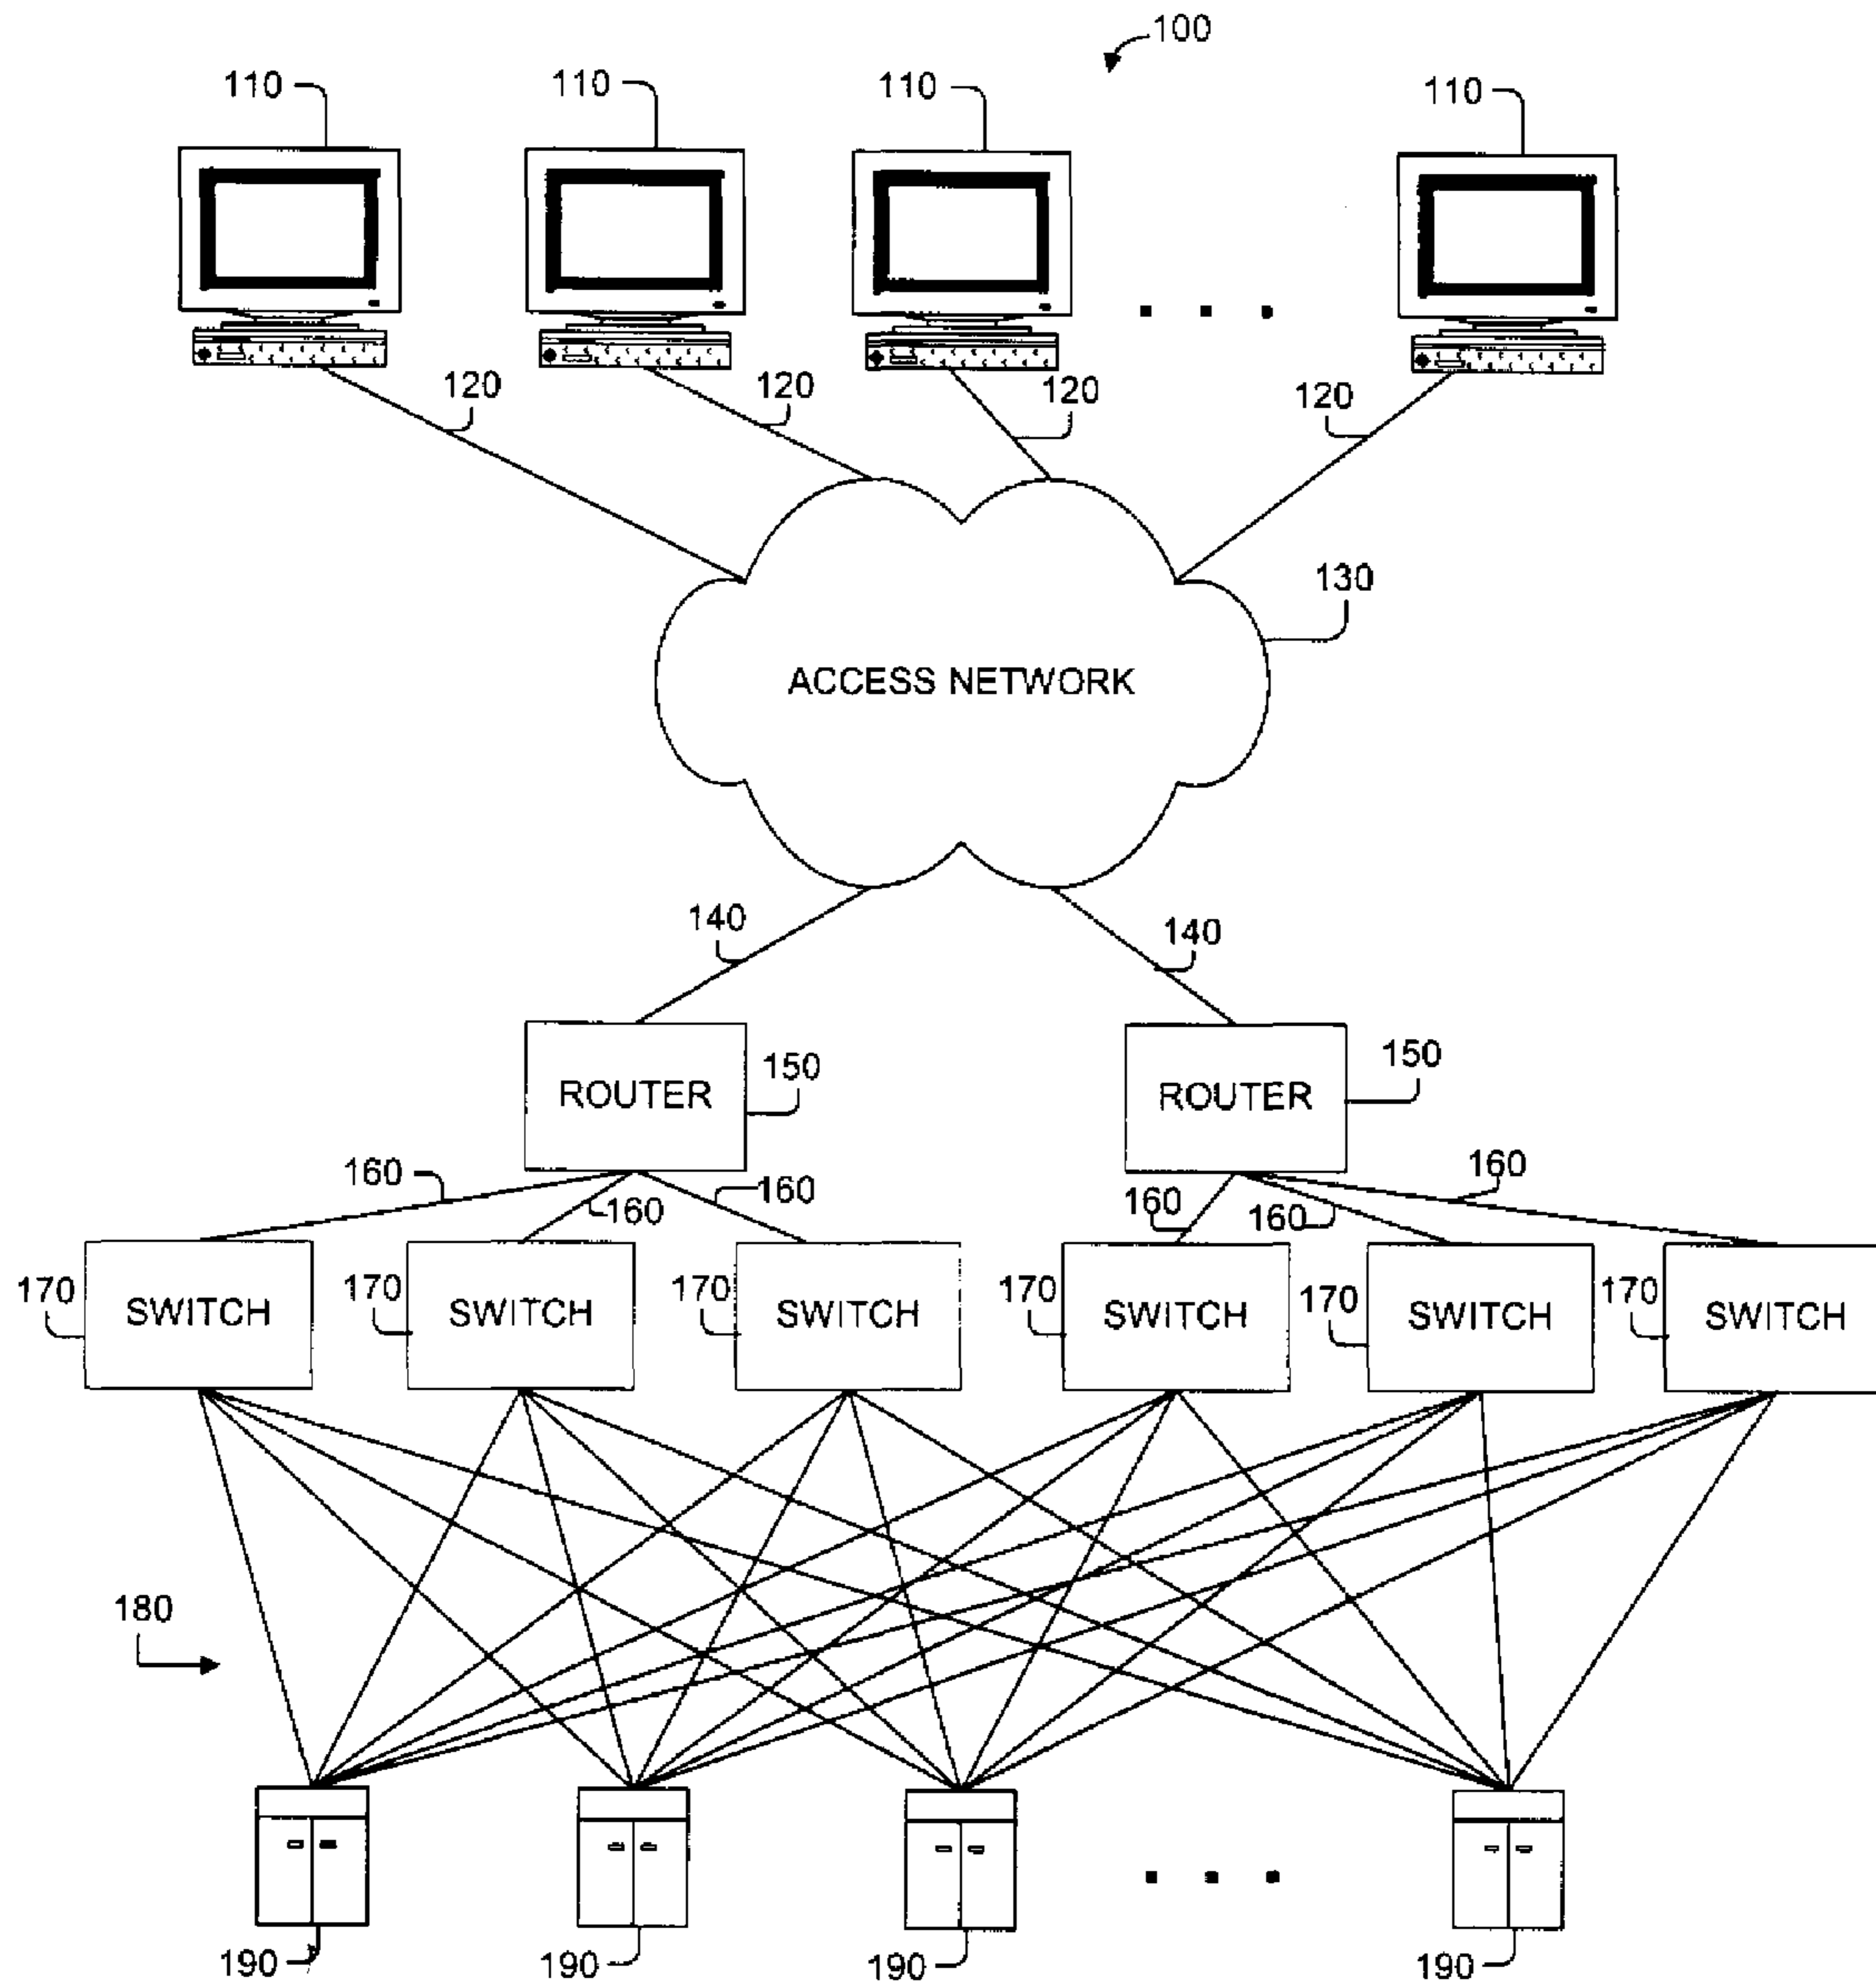 100
110 110 110 110
120 120 120 120
130
ACCESS NETWORK
140 140
ROUTER 150 ROUTER 150
160 160 160 160 160 160
170 SWITCH 170 SWITCH 170 SWITCH 170 SWITCH 170 SWITCH 170 SWITCH
180
190 190 190 190